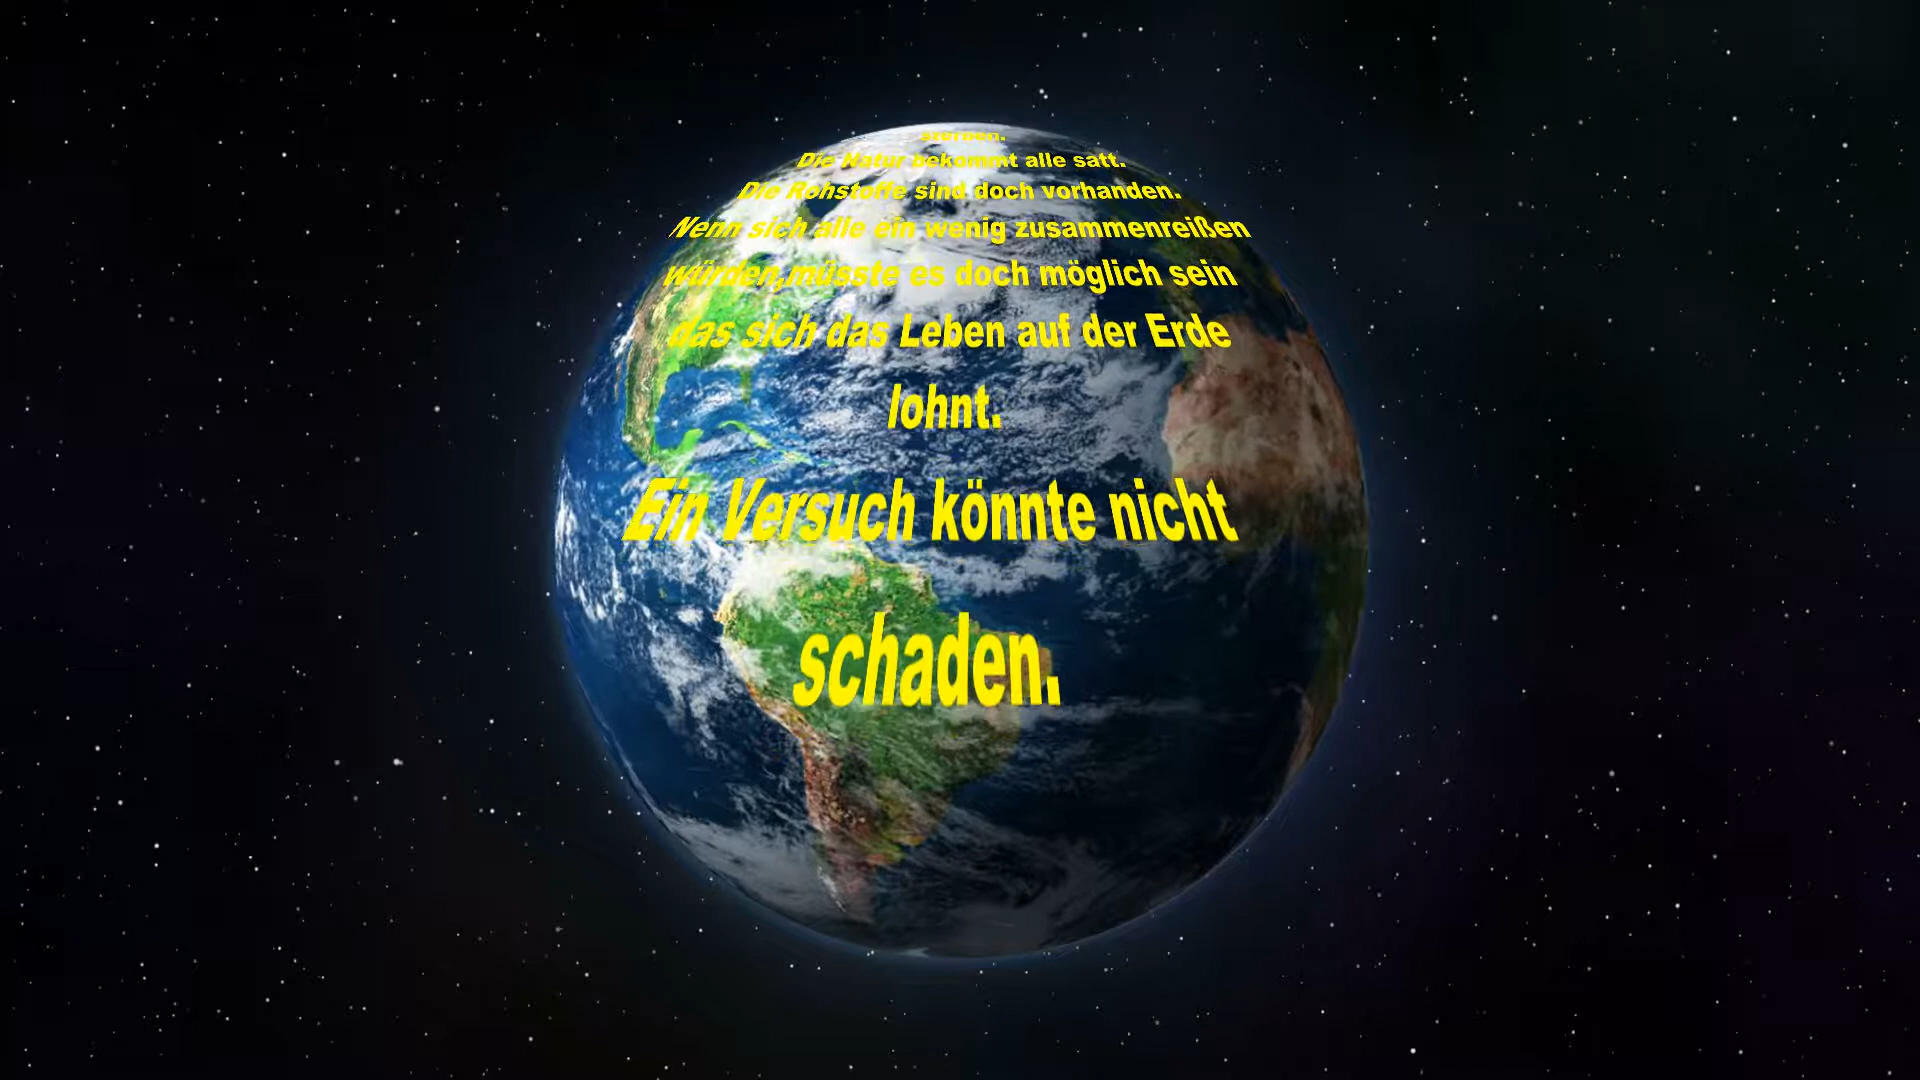 Die Natur bekommt alle satt.
Die Rohstoffe sind doch vorhanden.
Nenn sich alle ein wenig zusammenreißen
würden,müsste es doch möglich sein
das sich das Leben auf der Erde
lohnt.
Ein Versuch könnte nicht
schaden.